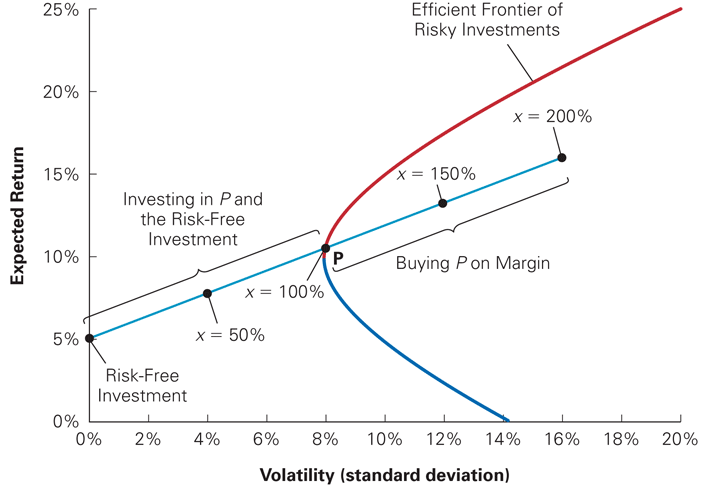 Efficient Frontier of
Risky Investments
25%
20%
15%
10%
5%
0%
Expected Return
x = 200%
x = 150%
Investing in P and
the Risk-Free
Investment
P
Buying P on Margin
x = 100%
x = 50%
Risk-Free
Investment
0% 2% 4% 6% 8% 10% 12% 14% 16% 18% 20%
Volatility (standard deviation)